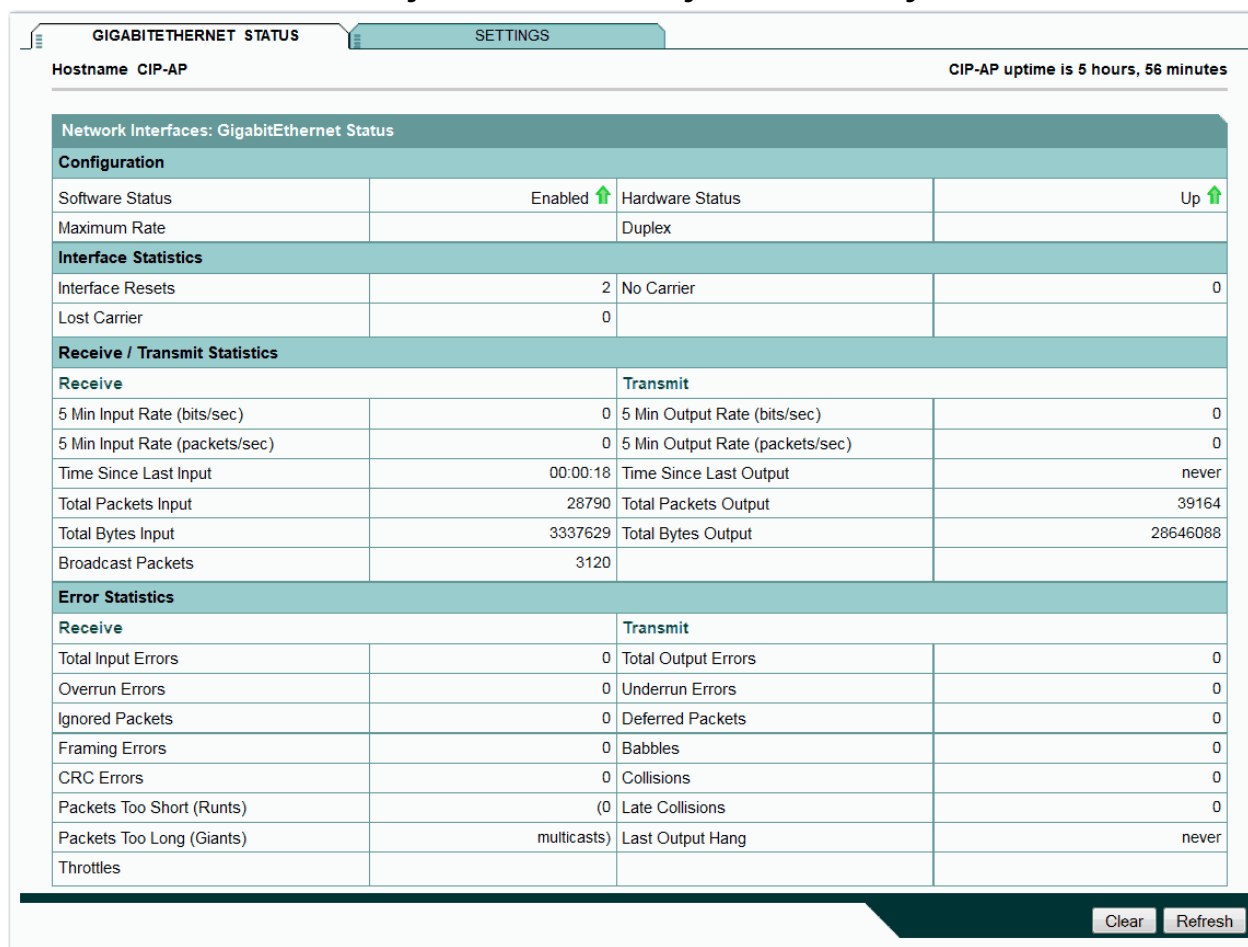 GIGABITETHERNET STATUS SETTINGS
Hostname CIP-AP CIP-AP uptime is 5 hours, 56 minutes
Network Interfaces: GigabitEthernet Status
Configuration
Software Status Enabled Hardware Status Up
Maximum Rate Duplex
Interface Statistics
Interface Resets 2 No Carrier 0
Lost Carrier 0
Receive / Transmit Statistics
Receive Transmit
5 Min Input Rate (bits/sec) 0 5 Min Output Rate (bits/sec) 0
5 Min Input Rate (packets/sec) 0 5 Min Output Rate (packets/sec) 0
Time Since Last Input 00:00:18 Time Since Last Output never
Total Packets Input 28790 Total Packets Output 39164
Total Bytes Input 3337629 Total Bytes Output 28646088
Broadcast Packets 3120
Error Statistics
Receive Transmit
Total Input Errors 0 Total Output Errors 0
Overrun Errors 0 Underrun Errors 0
Ignored Packets 0 Deferred Packets 0
Framing Errors 0 Babbles 0
CRC Errors 0 Collisions 0
Packets Too Short (Runts) (0 Late Collisions 0
Packets Too Long (Giants) multicasts) Last Output Hang never
Throttles
Clear Refresh